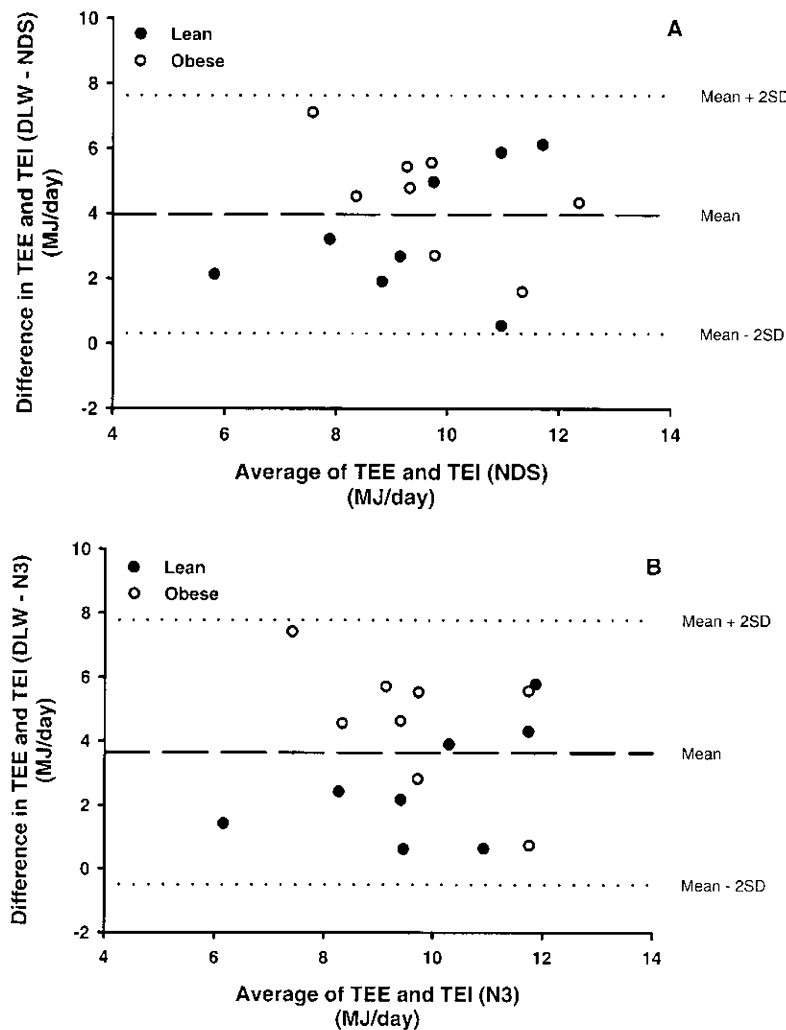 10
8
6
4
2
0
-2
Difference in TEE and TEI (DLW - NDS)
(MJ/day)
Lean
Obese
A
Mean + 2SD
Mean
Mean - 2SD
4 6 8 10 12 14
Average of TEE and TEI (NDS)
(MJ/day)
10
8
6
4
2
0
-2
Difference in TEE and TEI (DLW - N3)
(MJ/day)
Lean
Obese
B
Mean + 2SD
Mean
Mean - 2SD
4 6 8 10 12 14
Average of TEE and TEI (N3)
(MJ/day)